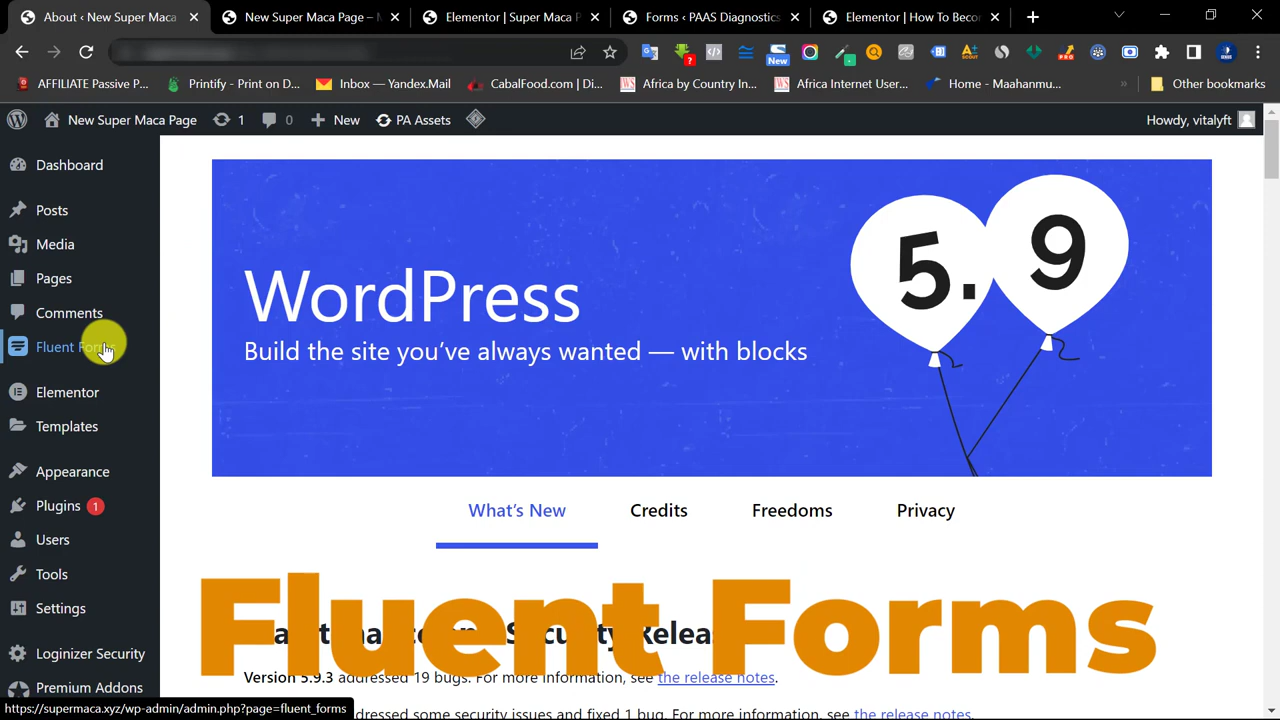 About ‹ New Super Maca
New Super Maca Page –
Elementor | Super Maca P
Forms ‹ PAAS Diagnostics
Elementor | How To Becor
New
AFFILIATE Passive P...
Printify - Print on D...
Inbox — Yandex.Mail
CabalFood.com | Di...
Africa by Country In...
Africa Internet User...
Home - Maahanmu...
»
Other bookmarks
New Super Maca Page
1
0
New
PA Assets
Howdy, vitalyft
Dashboard
Posts
Media
Pages
Comments
Fluent Forms
Elementor
Templates
Appearance
Plugins 1
Users
Tools
Settings
Loginizer Security
Premium Addons
WordPress
Build the site you’ve always wanted — with blocks
5.9
What’s New
Credits
Freedoms
Privacy
Fluent Forms
Version 5.9.3 addressed 19 bugs. For more information, see the release notes.
dressed some security issues and fixed 1 bug. For more information, see the release notes.
https://supermaca.xyz/wp-admin/admin.php?page=fluent_forms